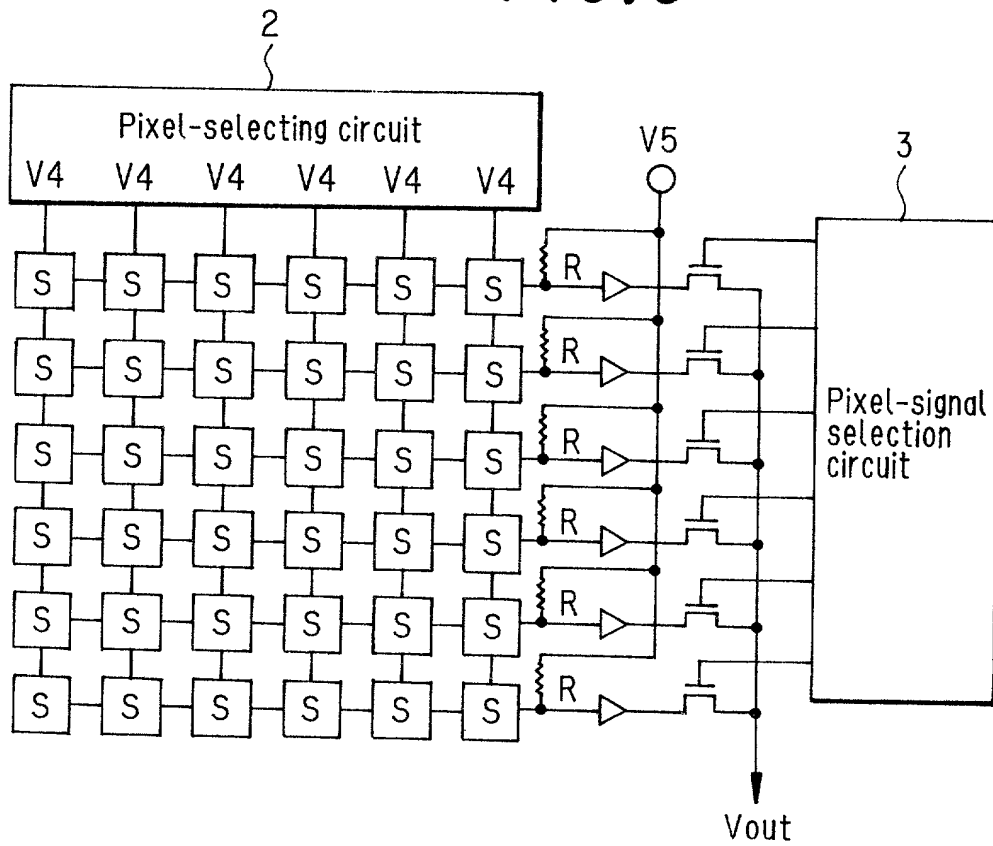 2
Pixel-selecting circuit
V4 V4 V4 V4 V4 V4
V5
3
S S S S S S R
S S S S S S R
S S S S S S R
Pixel-signal
selection
circuit
S S S S S S R
S S S S S S R
S S S S S S R
Vout